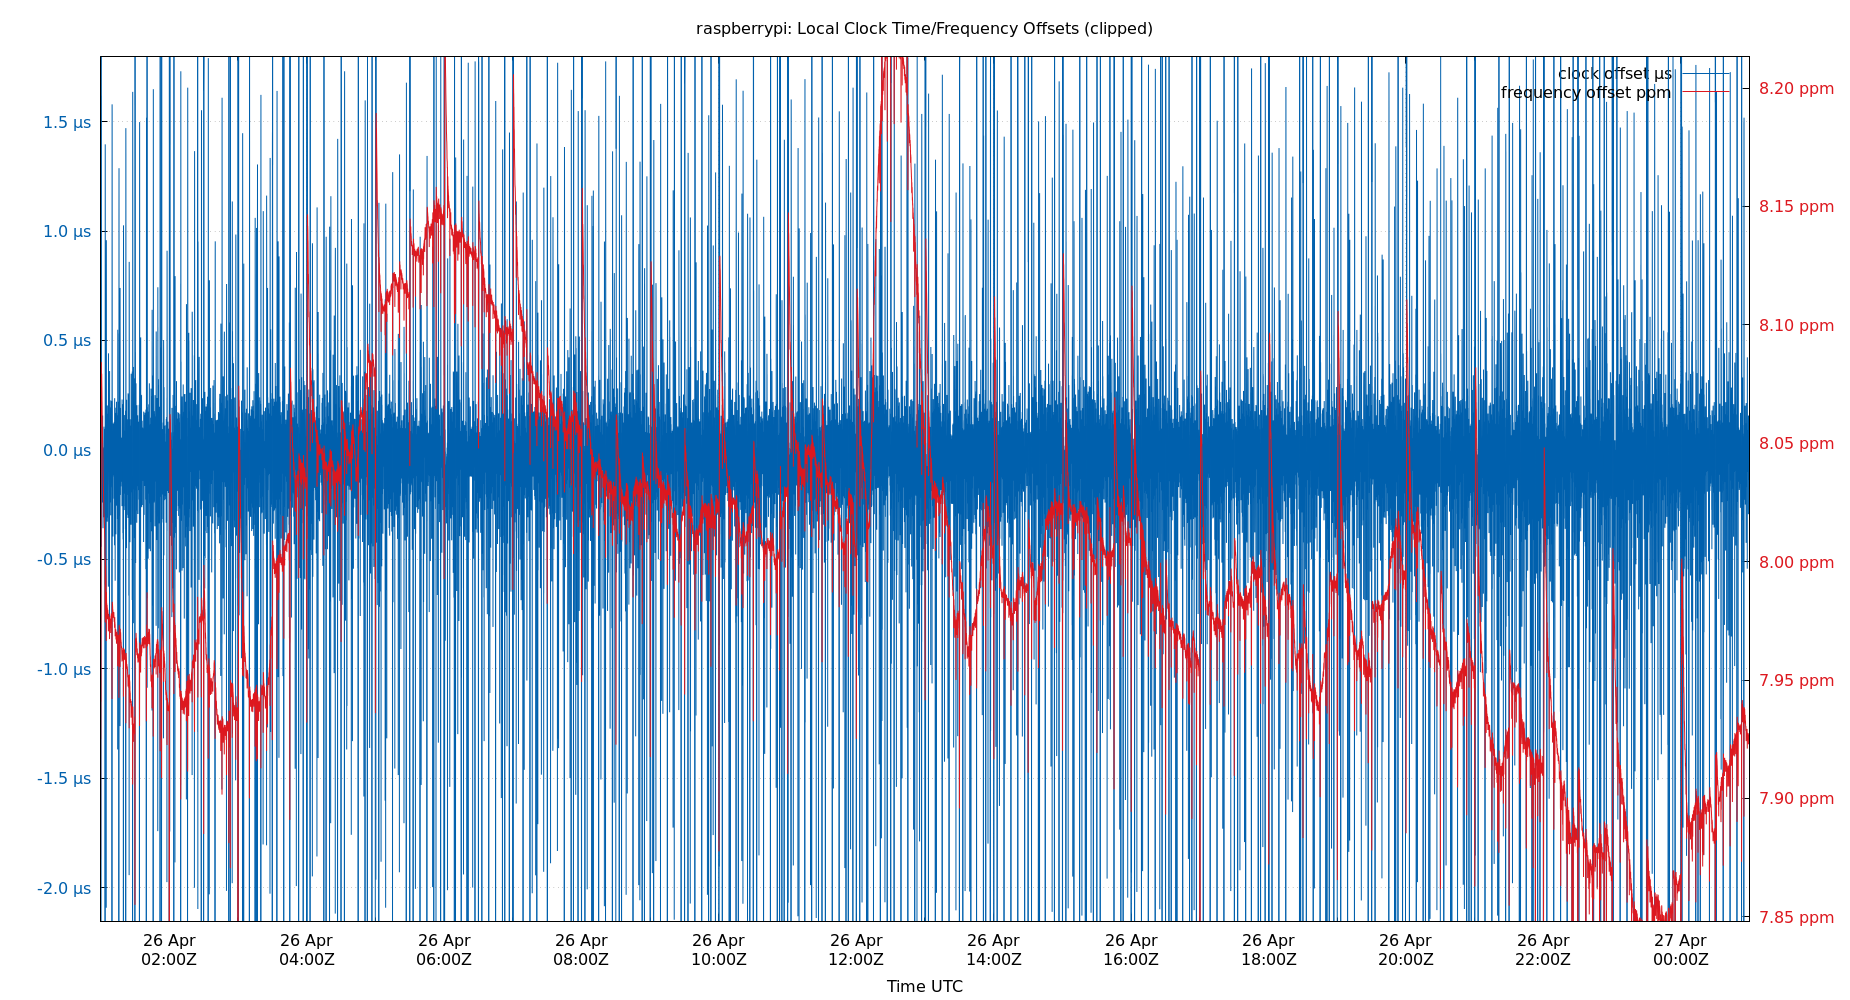 raspberrypi: Local Clock Time/Frequency Offsets (clipped)
clock offset µs
frequency offset ppm
1.5 µs
1.0 µs
0.5 µs
0.0 µs
-0.5 µs
-1.0 µs
-1.5 µs
-2.0 µs
8.20 ppm
8.15 ppm
8.10 ppm
8.05 ppm
8.00 ppm
7.95 ppm
7.90 ppm
7.85 ppm
26 Apr 26 Apr 26 Apr 26 Apr 26 Apr 26 Apr 26 Apr 26 Apr 26 Apr 26 Apr 26 Apr 27 Apr
02:00Z 04:00Z 06:00Z 08:00Z 10:00Z 12:00Z 14:00Z 16:00Z 18:00Z 20:00Z 22:00Z 00:00Z
Time UTC